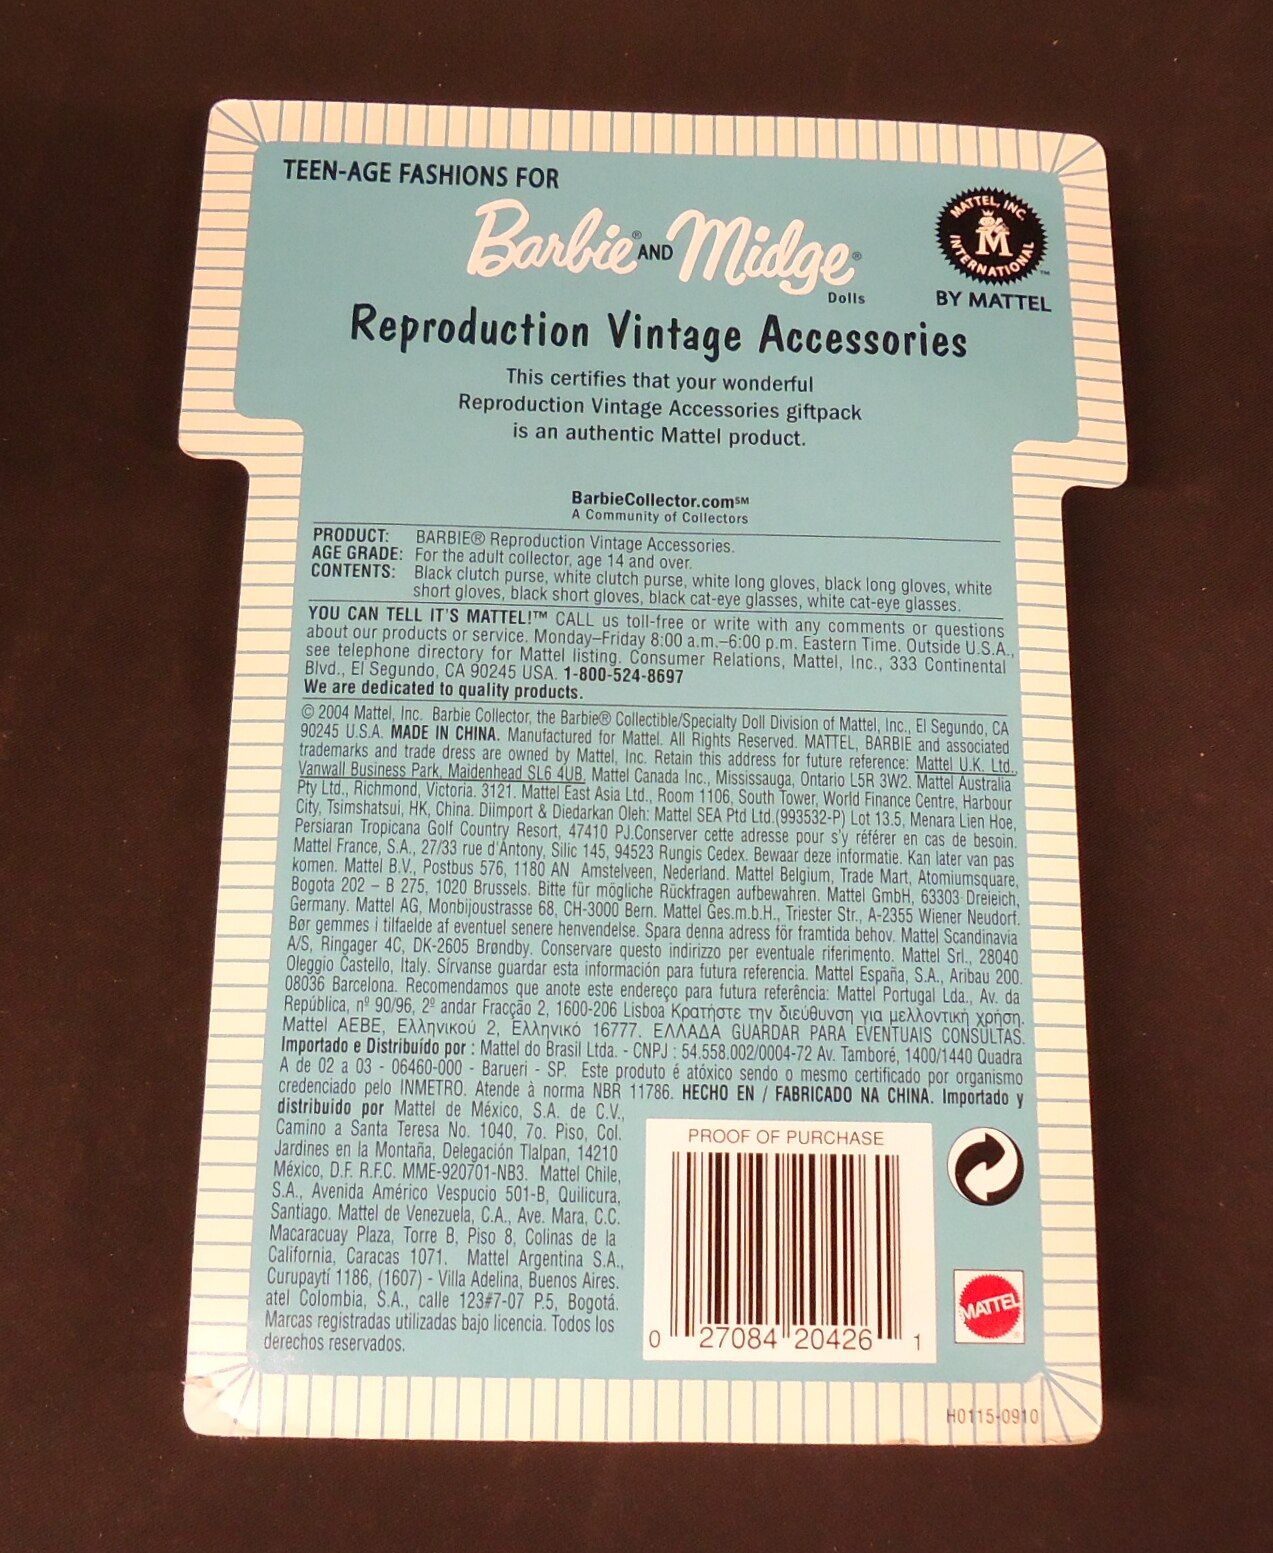 TEEN-AGE FASHIONS FOR
Barbie® AND Midge®
Dolls
MATTEL, INC.
M
INTERNATIONAL
™
BY MATTEL
Reproduction Vintage Accessories
This certifies that your wonderful
Reproduction Vintage Accessories giftpack
is an authentic Mattel product.
BarbieCollector.com℠
A Community of Collectors
PRODUCT: BARBIE® Reproduction Vintage Accessories.
AGE GRADE: For the adult collector, age 14 and over.
CONTENTS: Black clutch purse, white clutch purse, white long gloves, black long gloves, white
short gloves, black short gloves, black cat-eye glasses, white cat-eye glasses.
YOU CAN TELL IT'S MATTEL!™ CALL us toll-free or write with any comments or questions
about our products or service. Monday–Friday 8:00 a.m.–6:00 p.m. Eastern Time. Outside U.S.A.,
see telephone directory for Mattel listing. Consumer Relations, Mattel, Inc., 333 Continental
Blvd., El Segundo, CA 90245 USA. 1-800-524-8697
We are dedicated to quality products.
© 2004 Mattel, Inc. Barbie Collector, the Barbie® Collectible/Specialty Doll Division of Mattel, Inc., El Segundo, CA
90245 U.S.A. MADE IN CHINA. Manufactured for Mattel. All Rights Reserved. MATTEL, BARBIE and associated
trademarks and trade dress are owned by Mattel, Inc. Retain this address for future reference: Mattel U.K. Ltd.,
Vanwall Business Park, Maidenhead SL6 4UB. Mattel Canada Inc., Mississauga, Ontario L5R 3W2. Mattel Australia
Pty Ltd., Richmond, Victoria. 3121. Mattel East Asia Ltd., Room 1106, South Tower, World Finance Centre, Harbour
City, Tsimshatsui, HK, China. Diimport & Diedarkan Oleh: Mattel SEA Ptd Ltd.(993532-P) Lot 13.5, Menara Lien Hoe,
Persiaran Tropicana Golf Country Resort, 47410 PJ.Conserver cette adresse pour s'y référer en cas de besoin.
Mattel France, S.A., 27/33 rue d'Antony, Silic 145, 94523 Rungis Cedex. Bewaar deze informatie. Kan later van pas
komen. Mattel B.V., Postbus 576, 1180 AN Amstelveen, Nederland. Mattel Belgium, Trade Mart, Atomiumsquare,
Bogota 202 – B 275, 1020 Brussels. Bitte für mögliche Rückfragen aufbewahren. Mattel GmbH, 63303 Dreieich,
Germany. Mattel AG, Monbijoustrasse 68, CH-3000 Bern. Mattel Ges.m.b.H., Triester Str., A-2355 Wiener Neudorf.
Bør gemmes i tilfaelde af eventuel senere henvendelse. Spara denna adress för framtida behov. Mattel Scandinavia
A/S, Ringager 4C, DK-2605 Brøndby. Conservare questo indirizzo per eventuale riferimento. Mattel Srl., 28040
Oleggio Castello, Italy. Sírvanse guardar esta información para futura referencia. Mattel España, S.A., Aribau 200.
08036 Barcelona. Recomendamos que anote este endereço para futura referência: Mattel Portugal Lda., Av. da
República, nº 90/96, 2º andar Fracção 2, 1600-206 Lisboa Κρατήστε την διεύθυνση για μελλοντική χρήση.
Mattel AEBE, Ελληνικού 2, Ελληνικό 16777. ΕΛΛΑΔΑ GUARDAR PARA EVENTUAIS CONSULTAS.
Importado e Distribuído por : Mattel do Brasil Ltda. - CNPJ : 54.558.002/0004-72 Av. Tamboré, 1400/1440 Quadra
A de 02 a 03 - 06460-000 - Barueri - SP. Este produto é atóxico sendo o mesmo certificado por organismo
credenciado pelo INMETRO. Atende à norma NBR 11786. HECHO EN / FABRICADO NA CHINA. Importado y
distribuido por Mattel de México, S.A. de C.V.,
Camino a Santa Teresa No. 1040, 7o. Piso, Col.
Jardines en la Montaña, Delegación Tlalpan, 14210
México, D.F. R.F.C. MME-920701-NB3. Mattel Chile,
S.A., Avenida Américo Vespucio 501-B, Quilicura,
Santiago. Mattel de Venezuela, C.A., Ave. Mara, C.C.
Macaracuay Plaza, Torre B, Piso 8, Colinas de la
California, Caracas 1071. Mattel Argentina S.A.,
Curupaytí 1186, (1607) - Villa Adelina, Buenos Aires.
atel Colombia, S.A., calle 123#7-07 P.5, Bogotá.
Marcas registradas utilizadas bajo licencia. Todos los
derechos reservados.
PROOF OF PURCHASE
0 27084 20426 1
MATTEL
®
H0115-0910